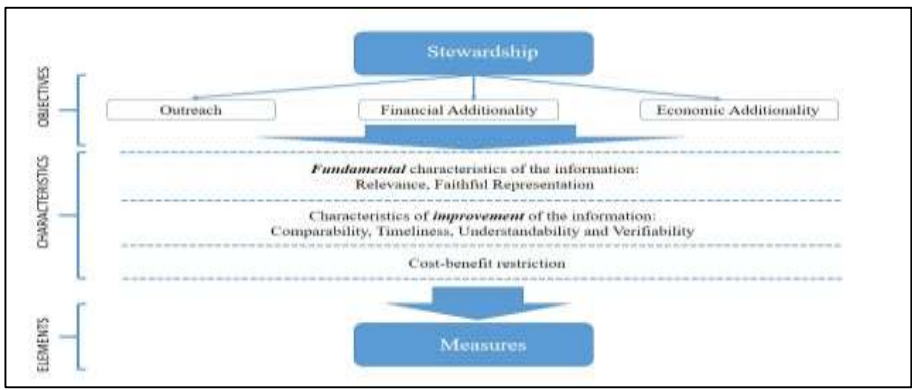 Stewardship
OBJECTIVES
Outreach
Financial Additionality
Economic Additionality
CHARACTERISTICS
Fundamental characteristics of the information:
Relevance, Faithful Representation
Characteristics of improvement of the information:
Comparability, Timeliness, Understandability and Verifiability
Cost-benefit restriction
ELEMENTS
Measures